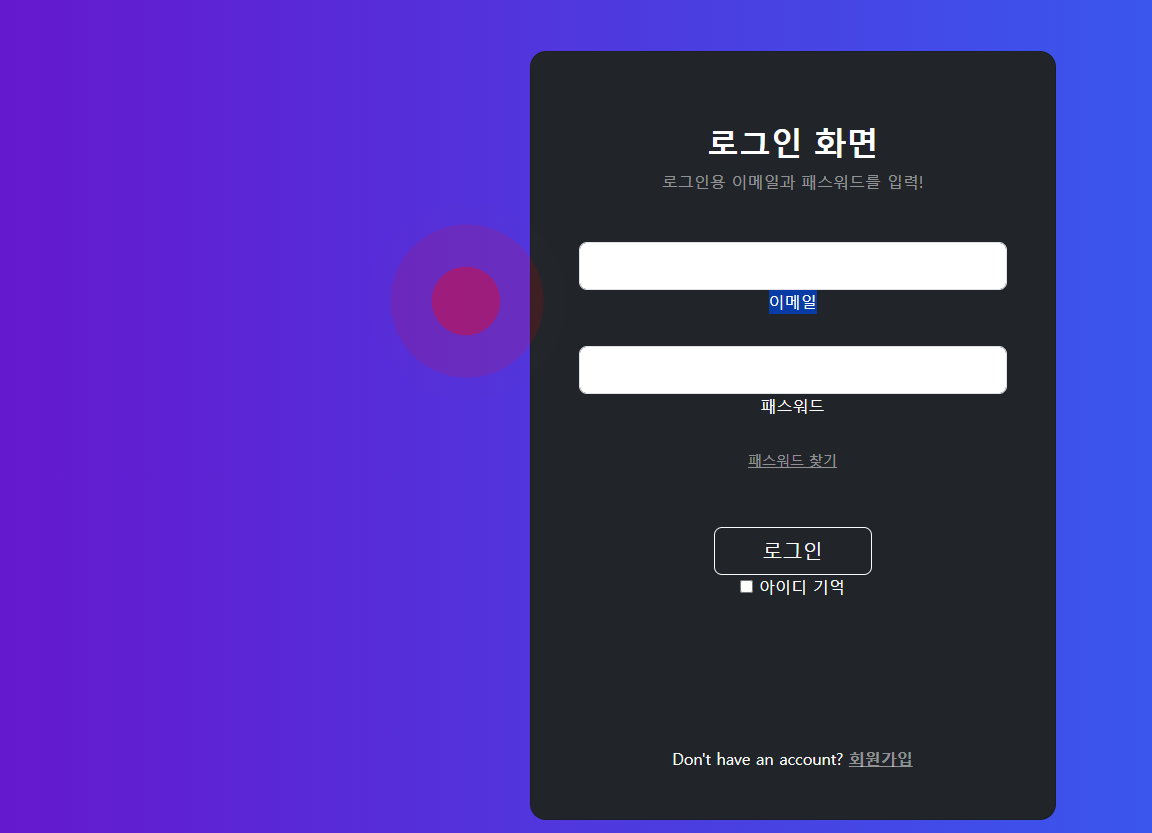 로그인 화면
로그인용 이메일과 패스워드를 입력!
이메일
패스워드
패스워드 찾기
로그인
아이디 기억
Don't have an account? 회원가입